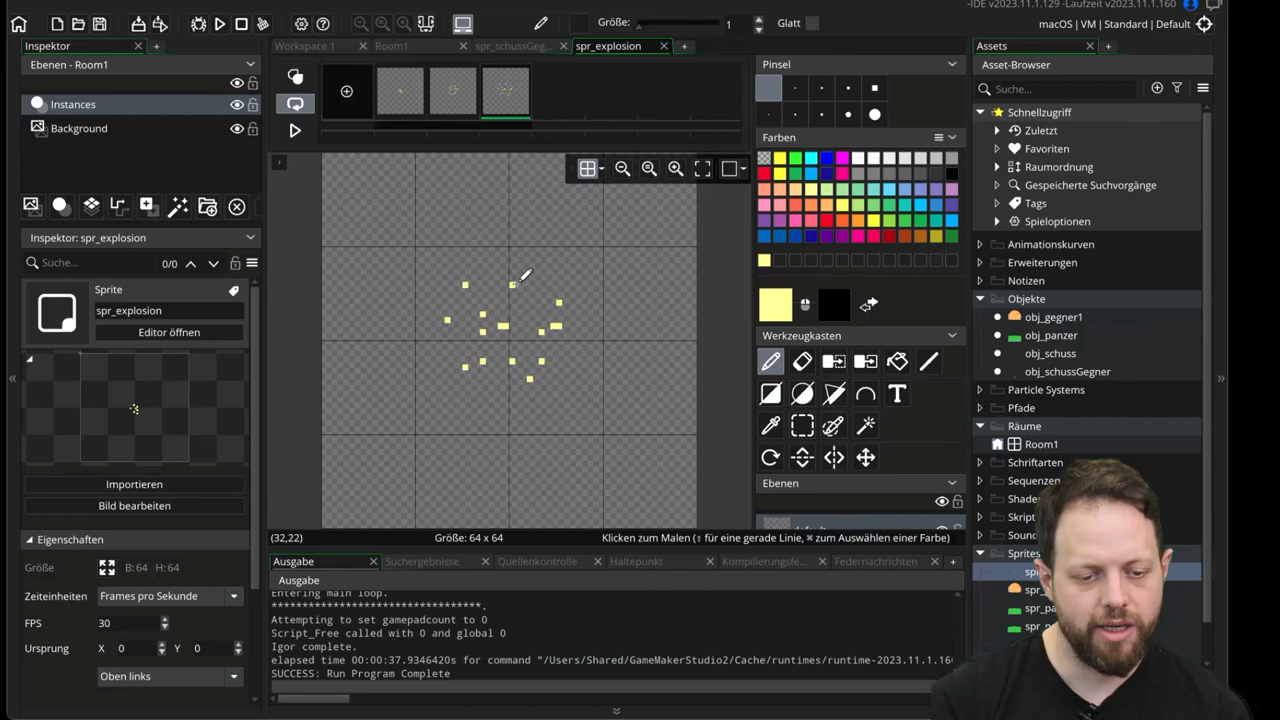 -IDE v2023.11.1.129 -Laufzeit v2023.11.1.160
Größe: 1 Glatt
macOS | VM | Standard | Default
Inspektor
Workspace 1
Room1
spr_schussGeg...
spr_explosion
Ebenen - Room1
Instances
Background
Inspektor: spr_explosion
Suche...
0/0
Sprite
spr_explosion
Editor öffnen
Importieren
Bild bearbeiten
Eigenschaften
Größe B: 64 H: 64
Zeiteinheiten Frames pro Sekunde
FPS 30
Ursprung X 0 Y 0
Oben links
(32,22)
Größe: 64 x 64
Klicken zum Malen (⇧ für eine gerade Linie, ⌘ zum Auswählen einer Farbe)
Ausgabe
Suchergebnisse
Quellenkontrolle
Haltepunkt
Kompilierungsfe...
Federnachrichten
Ausgabe
Entering main loop.
*********************************.
Attempting to set gamepadcount to 0
Script_Free called with 0 and global 0
Igor complete.
elapsed time 00:00:37.9346420s for command "/Users/Shared/GameMakerStudio2/Cache/runtimes/runtime-2023.11.1.160
SUCCESS: Run Program Complete
Pinsel
Farben
Werkzeugkasten
T
Ebenen
Assets
Asset-Browser
Suche...
Schnellzugriff
Zuletzt
Favoriten
Raumordnung
Gespeicherte Suchvorgänge
Tags
Spieloptionen
Animationskurven
Erweiterungen
Notizen
Objekte
obj_gegner1
obj_panzer
obj_schuss
obj_schussGegner
Particle Systems
Pfade
Räume
Room1
Schriftarten
Sequenzen
Shade
Skript
Sound
Sprites
spr
spr_
spr_pa